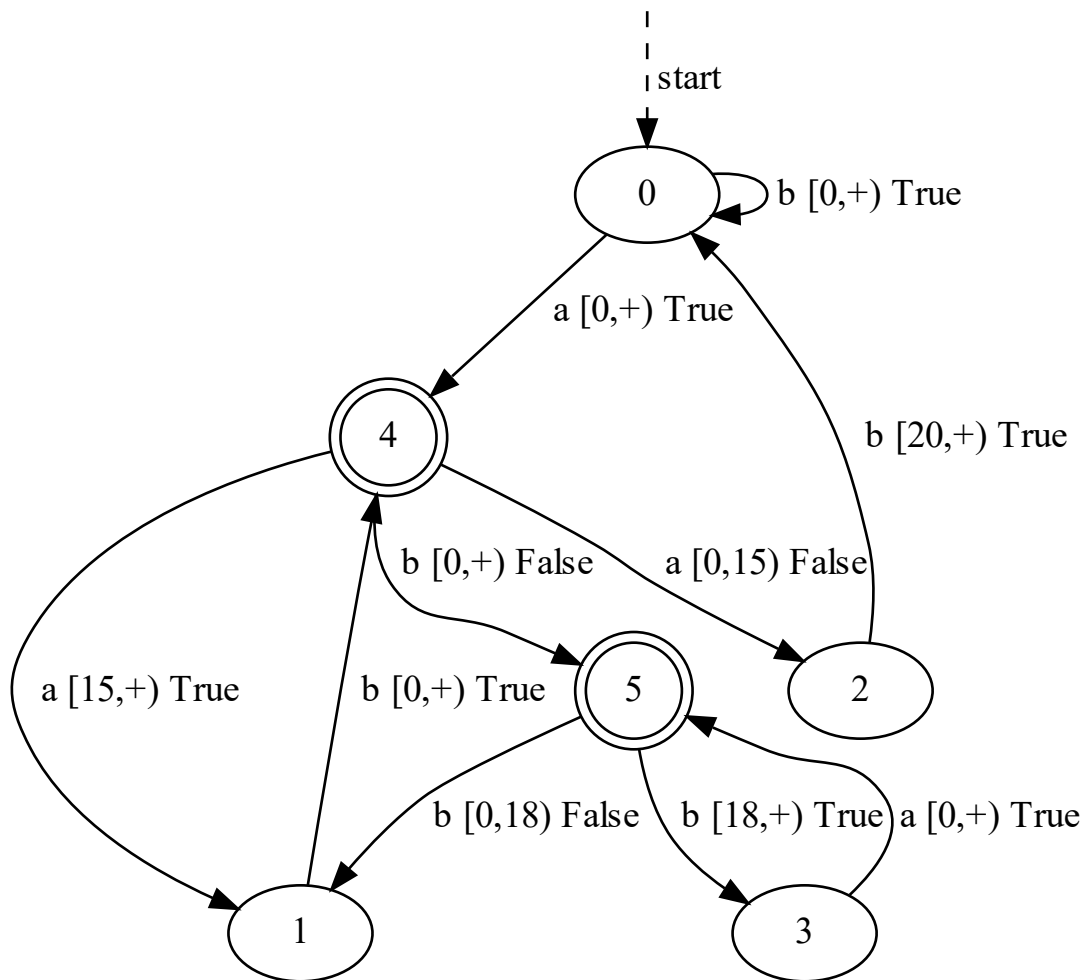 start
0
b [0,+) True
a [0,+) True
4
b [20,+) True
b [0,+) False
a [0,15) False
a [15,+) True
b [0,+) True
5
2
b [0,18) False
b [18,+) True
a [0,+) True
1
3